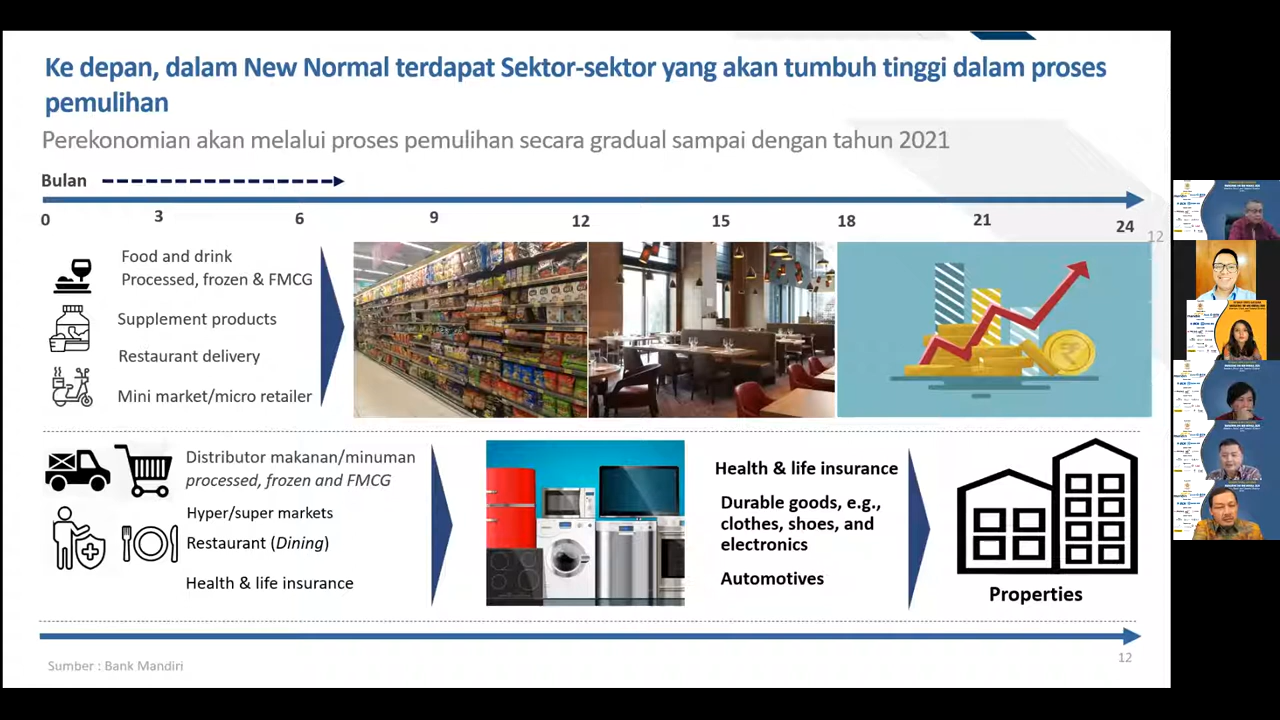 Ke depan, dalam New Normal terdapat Sektor-sektor yang akan tumbuh tinggi dalam proses
pemulihan
Perekonomian akan melalui proses pemulihan secara gradual sampai dengan tahun 2021
Bulan
0 3 6 9 12 15 18 21 24
12
Food and drink
Processed, frozen & FMCG
Supplement products
Restaurant delivery
Mini market/micro retailer
Distributor makanan/minuman
processed, frozen and FMCG
Hyper/super markets
Restaurant (Dining)
Health & life insurance
Health & life insurance
Durable goods, e.g.,
clothes, shoes, and
electronics
Automotives
Properties
Sumber : Bank Mandiri
12